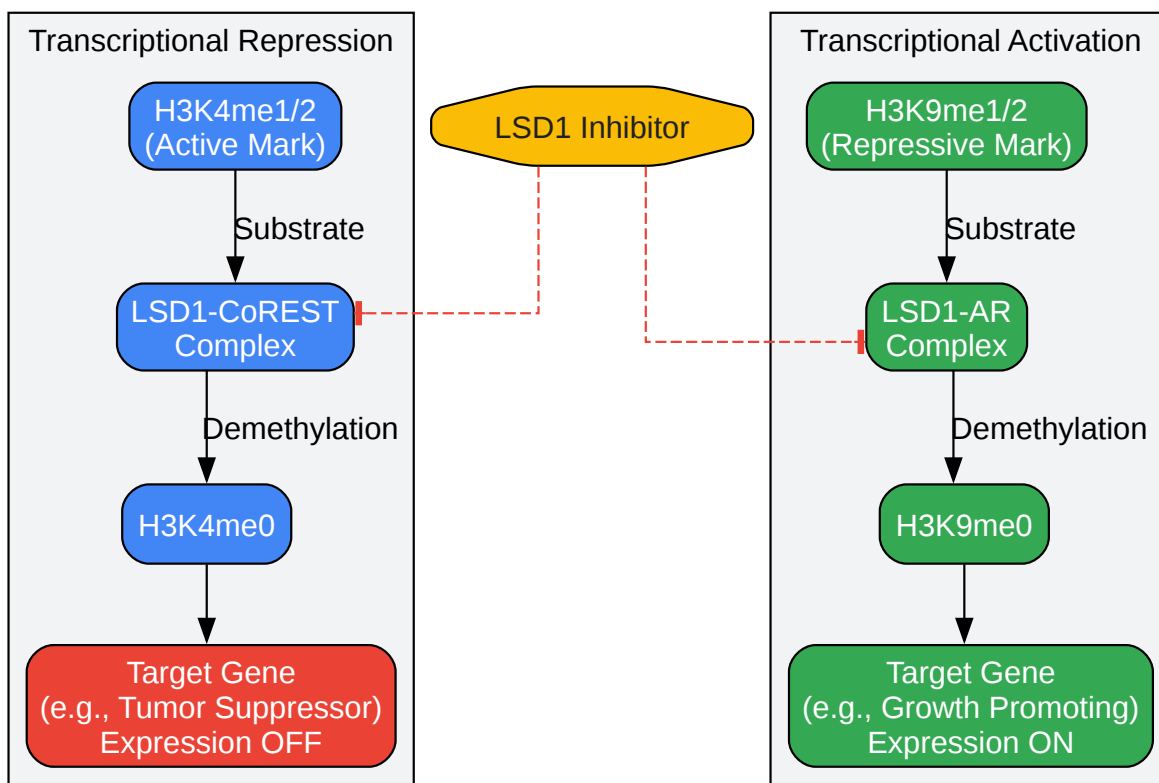 Transcriptional Repression
H3K4me1/2
(Active Mark)
Substrate
LSD1-CoREST
Complex
Demethylation
H3K4me0
Target Gene
(e.g., Tumor Suppressor)
Expression OFF
LSD1 Inhibitor
Transcriptional Activation
H3K9me1/2
(Repressive Mark)
Substrate
LSD1-AR
Complex
Demethylation
H3K9me0
Target Gene
(e.g., Growth Promoting)
Expression ON